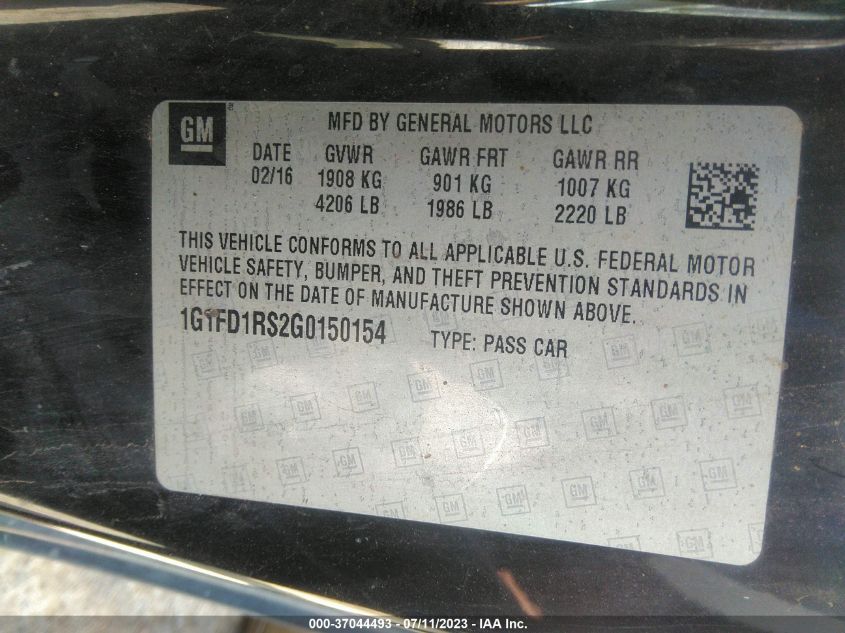 GM
MFD BY GENERAL MOTORS LLC
DATE GVWR GAWR FRT GAWR RR
02/16 1908 KG 901 KG 1007 KG
4206 LB 1986 LB 2220 LB
THIS VEHICLE CONFORMS TO ALL APPLICABLE U.S. FEDERAL MOTOR
VEHICLE SAFETY, BUMPER, AND THEFT PREVENTION STANDARDS IN
EFFECT ON THE DATE OF MANUFACTURE SHOWN ABOVE.
1G1FD1RS2G0150154 TYPE: PASS CAR
000-37044493 - 07/11/2023 - IAA Inc.